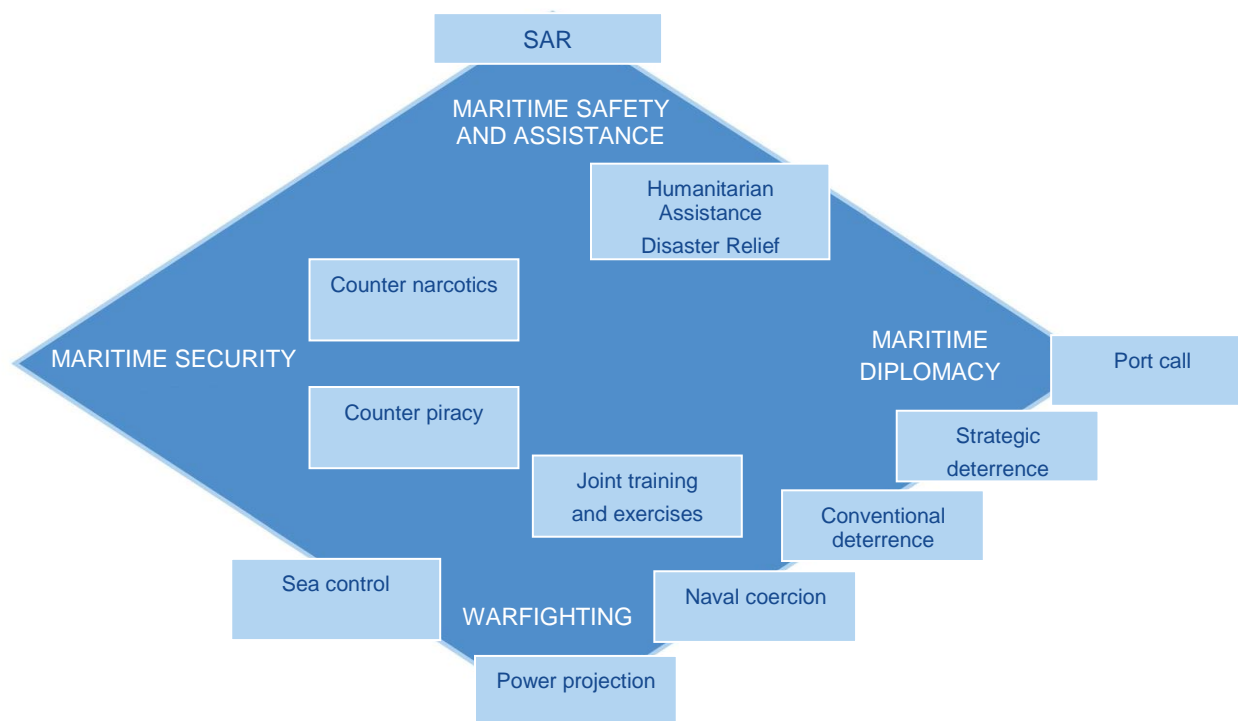 SAR
MARITIME SAFETY
AND ASSISTANCE
Humanitarian
Assistance
Disaster Relief
Counter narcotics
MARITIME SECURITY
MARITIME
DIPLOMACY
Port call
Counter piracy
Strategic
deterrence
Joint training
and exercises
Conventional
deterrence
Sea control
WARFIGHTING
Naval coercion
Power projection